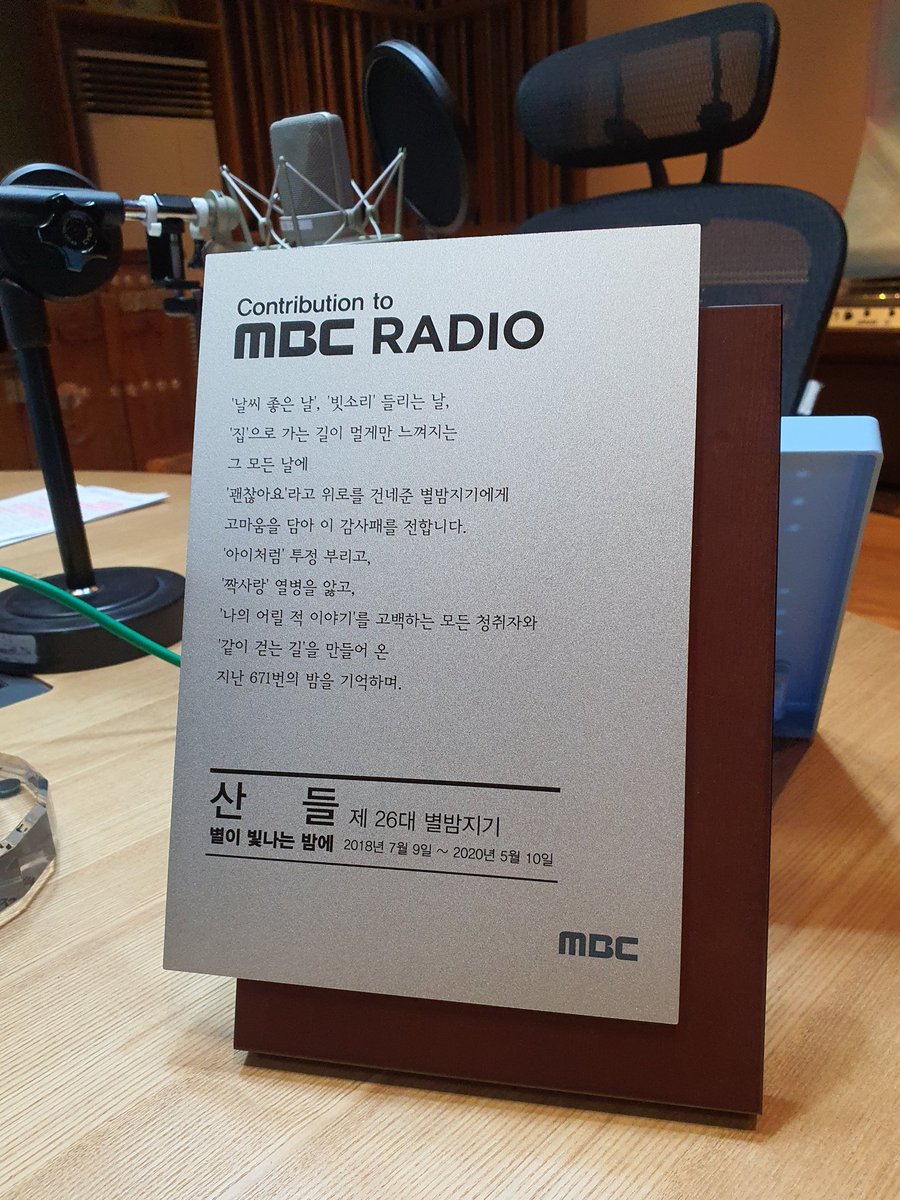 Contribution to
MBC RADIO
'날씨 좋은 날', '빗소리' 들리는 날,
'집'으로 가는 길이 멀게만 느껴지는
그 모든 날에
'괜찮아요'라고 위로를 건네준 별밤지기에게
고마움을 담아 이 감사패를 전합니다.
'아이처럼' 투정 부리고,
'짝사랑' 열병을 앓고,
'나의 어릴 적 이야기'를 고백하는 모든 청취자와
'같이 걷는 길'을 만들어 온
지난 671번의 밤을 기억하며.
산 들 제 26대 별밤지기
별이 빛나는 밤에 2018년 7월 9일 ~ 2020년 5월 10일
MBC